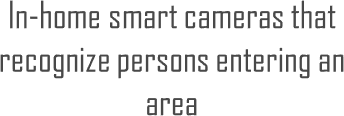 In-home smart cameras that
recognize persons entering an
area